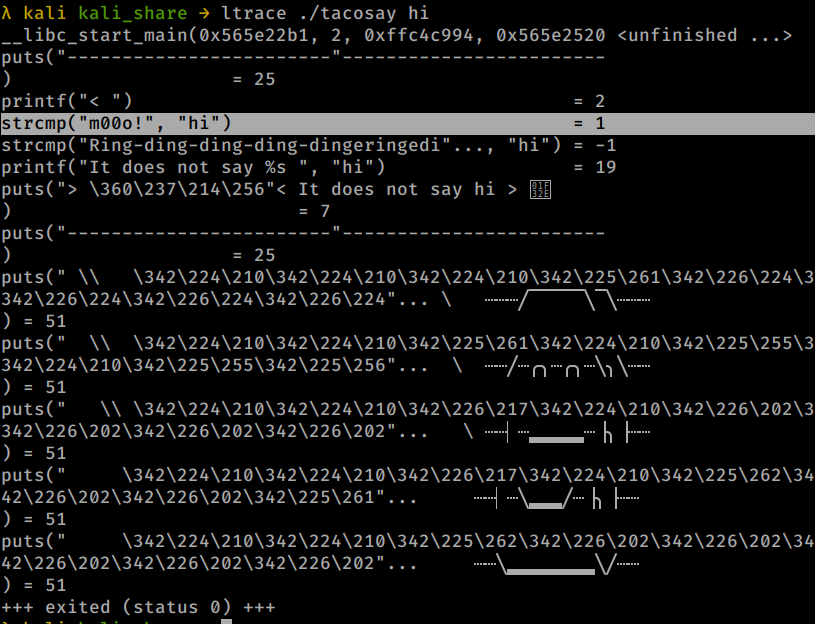 λ kali kali_share → ltrace ./tacosay hi
__libc_start_main(0x565e22b1, 2, 0xffc4c994, 0x565e2520 <unfinished ...>
puts("------------------------"------------------------
) = 25
printf("< ") = 2
strcmp("m00o!", "hi") = 1
strcmp("Ring-ding-ding-ding-dingeringedi"..., "hi") = -1
printf("It does not say %s ", "hi") = 19
puts("> \360\237\214\256"< It does not say hi > 🌮
) = 7
puts("------------------------"------------------------
) = 25
puts(" \\   \342\224\210\342\224\210\342\224\210\342\225\261\342\226\224\3
342\226\224\342\226\224\342\226\224"... \   ┈┈┈╱▔▔▔▔▔▔╲▔╲┈┈┈
) = 51
puts("  \\  \342\224\210\342\224\210\342\225\261\342\224\210\342\225\255\3
342\224\210\342\225\255\342\225\256"...  \  ┈┈╱┈╭╮┈╭╮┈╲╮╲┈┈
) = 51
puts("   \\ \342\224\210\342\224\210\342\226\217\342\224\210\342\226\202\3
342\226\202\342\226\202\342\226\202"...   \ ┈┈▏┈▂▂▂▂▂┈▕╮▕┈┈
) = 51
puts("     \342\224\210\342\224\210\342\226\217\342\224\210\342\225\262\34
42\226\202\342\226\202\342\225\261"...     ┈┈▏┈╲▂▂▂╱┈▕╮▕┈┈
) = 51
puts("     \342\224\210\342\224\210\342\225\262\342\226\202\342\226\202\34
42\226\202\342\226\202\342\226\202"...     ┈┈╲▂▂▂▂▂▂▂▂╲╱┈┈
) = 51
+++ exited (status 0) +++